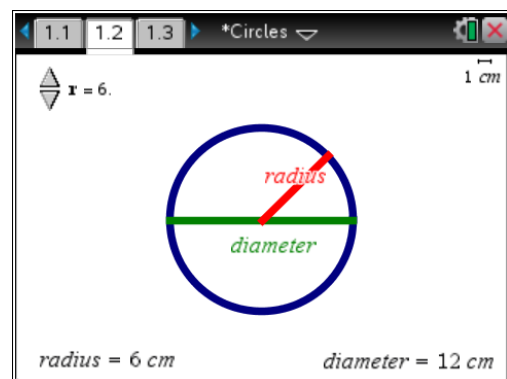 1.1 1.2 1.3 *Circles
r = 6.
1 cm
radius
diameter
radius = 6 cm
diameter = 12 cm